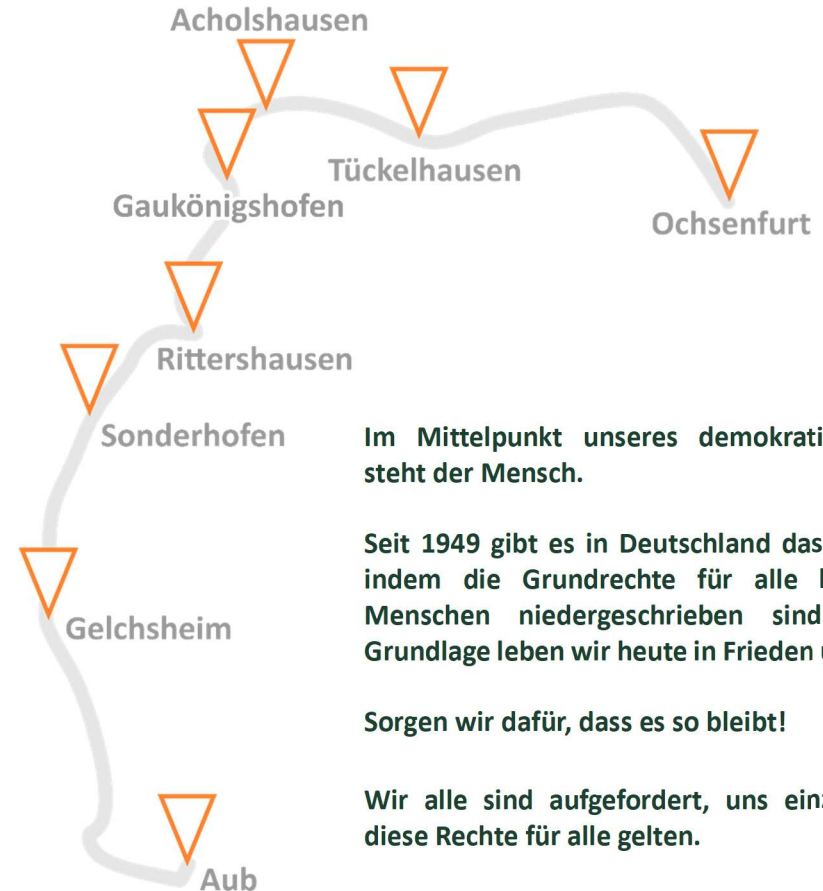 Acholshausen
Tückelhausen
Gaukönigshofen
Ochsenfurt
Rittershausen
Sonderhofen
Gelchsheim
Aub
Im Mittelpunkt unseres demokrati
steht der Mensch.
Seit 1949 gibt es in Deutschland das
indem die Grundrechte für alle
Menschen niedergeschrieben sind
Grundlage leben wir heute in Frieden
Sorgen wir dafür, dass es so bleibt!
Wir alle sind aufgefordert, uns ein
diese Rechte für alle gelten.